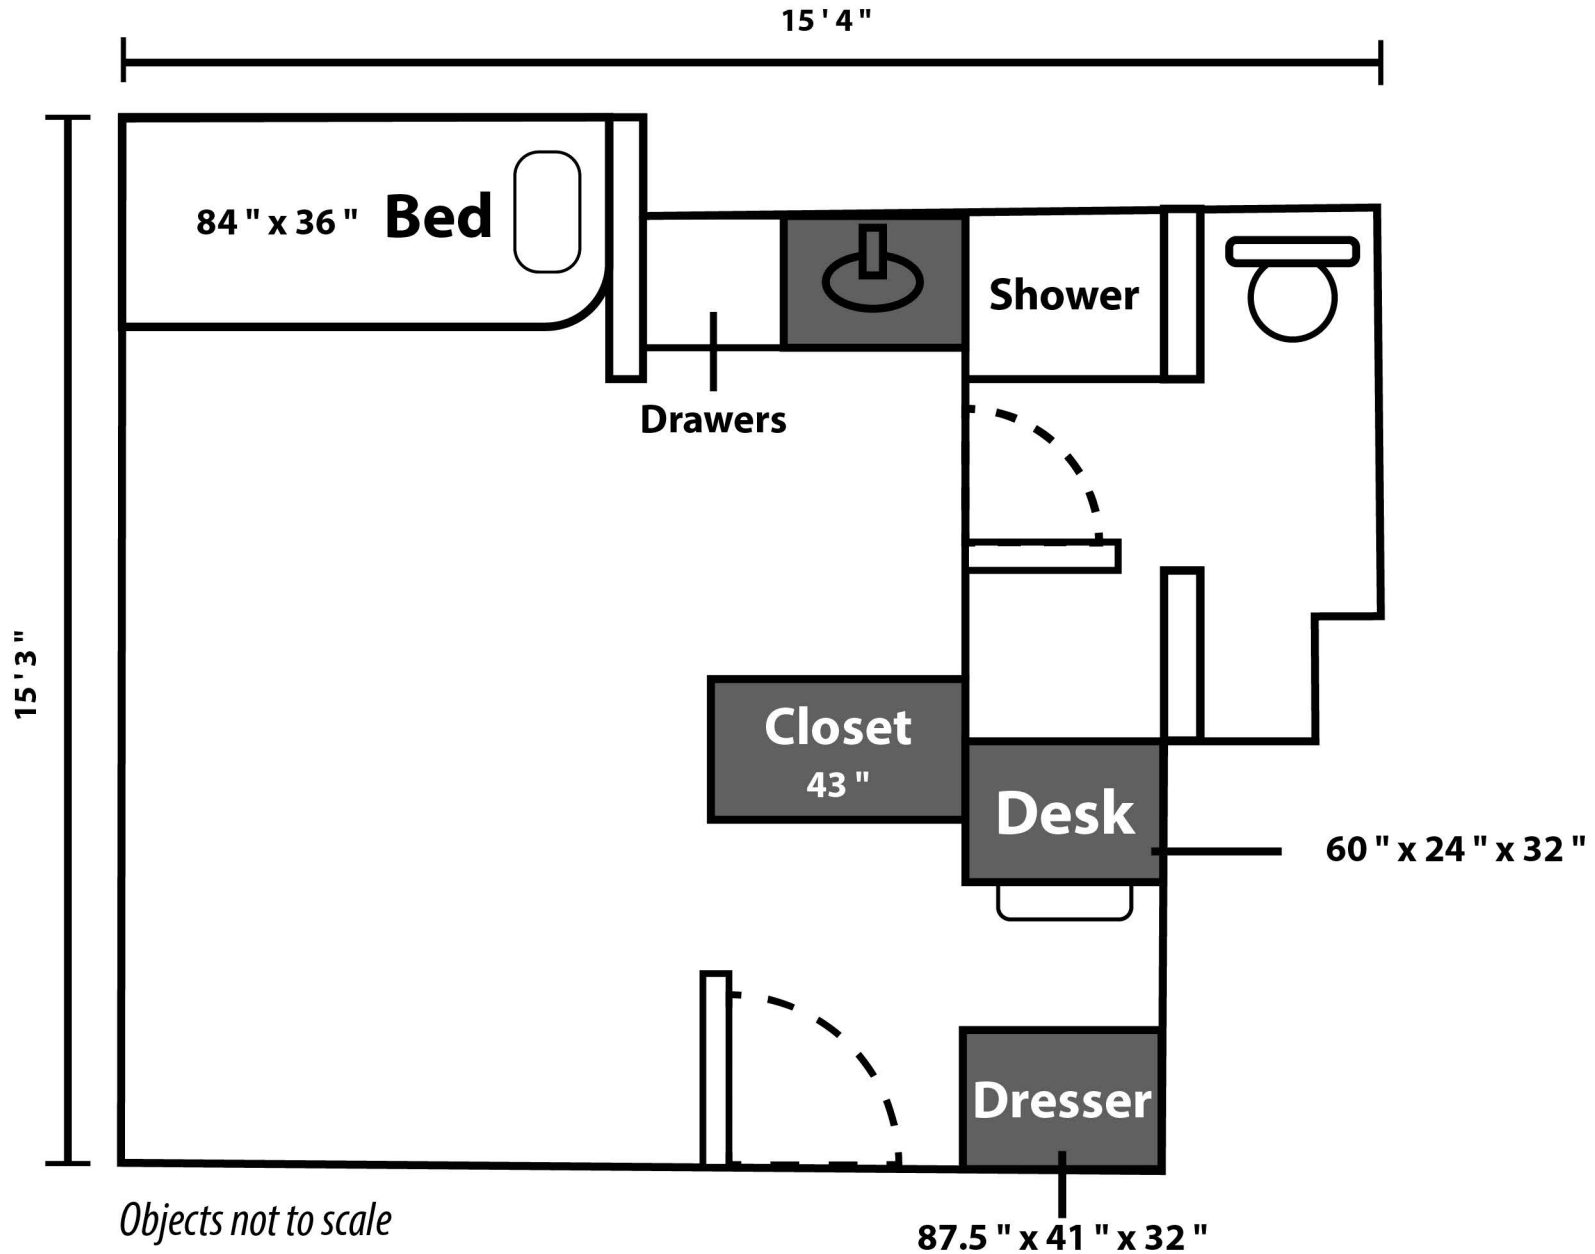 15 ' 4 "
84 " x 36 " Bed
Shower
Drawers
15 ' 3 "
Closet
43 "
Desk
60 " x 24 " x 32 "
Dresser
Objects not to scale
87.5 " x 41 " x 32 "